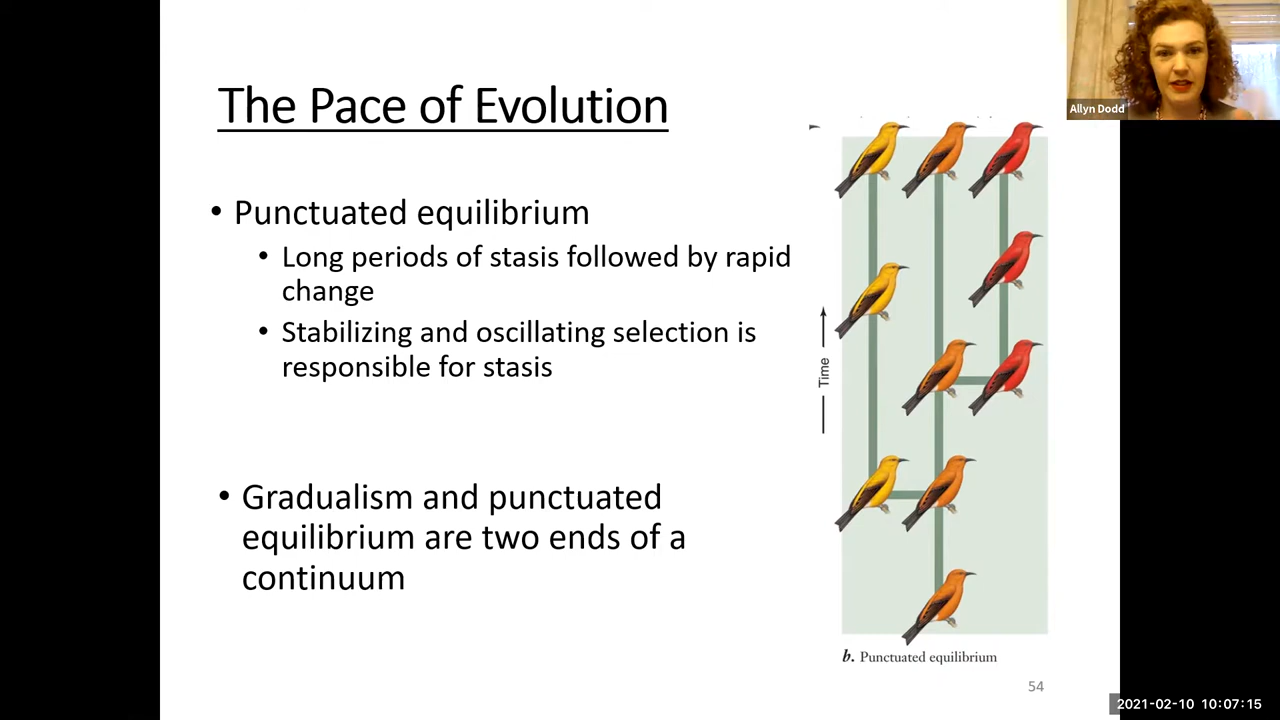 The Pace of Evolution
Allyn Dodd
• Punctuated equilibrium
• Long periods of stasis followed by rapid
change
• Stabilizing and oscillating selection is
responsible for stasis
• Gradualism and punctuated
equilibrium are two ends of a
continuum
Time
b. Punctuated equilibrium
54
2021-02-10 10:07:15